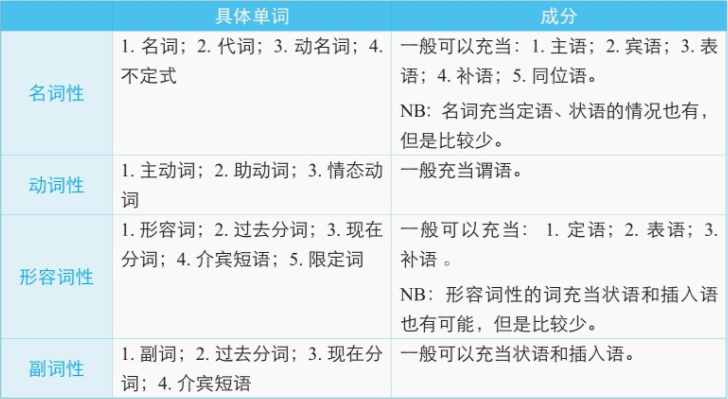 具体单词
成分
名词性
1. 名词；2. 代词；3. 动名词；4.
不定式
一般可以充当：1. 主语；2. 宾语；3. 表
语；4. 补语；5. 同位语。
NB：名词充当定语、状语的情况也有，
但是比较少。
动词性
1. 主动词；2. 助动词；3. 情态动
词
一般充当谓语。
形容词性
1. 形容词；2. 过去分词；3. 现在
分词；4. 介宾短语；5. 限定词
一般可以充当： 1. 定语；2. 表语；3.
补语 。
NB：形容词性的词充当状语和插入语
也有可能，但是比较少。
副词性
1. 副词；2. 过去分词；3. 现在分
词；4. 介宾短语
一般可以充当状语和插入语。